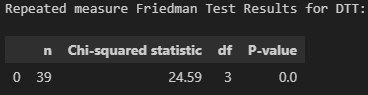 Repeated measure Friedman Test Results for DTT:
n Chi-squared statistic df P-value
0 39 24.59 3 0.0